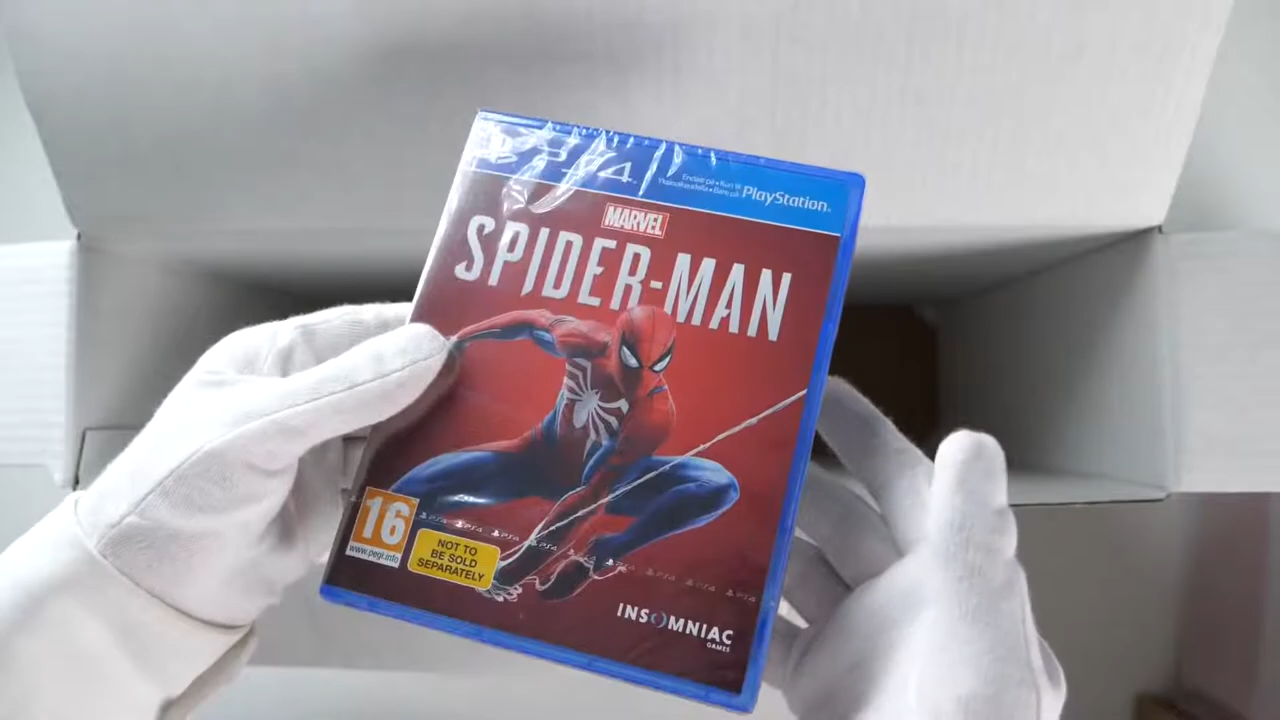 PS4
PlayStation
MARVEL
SPIDER-MAN
16
www.pegi.info
NOT TO
BE SOLD
SEPARATELY
INSOMNIAC
GAMES